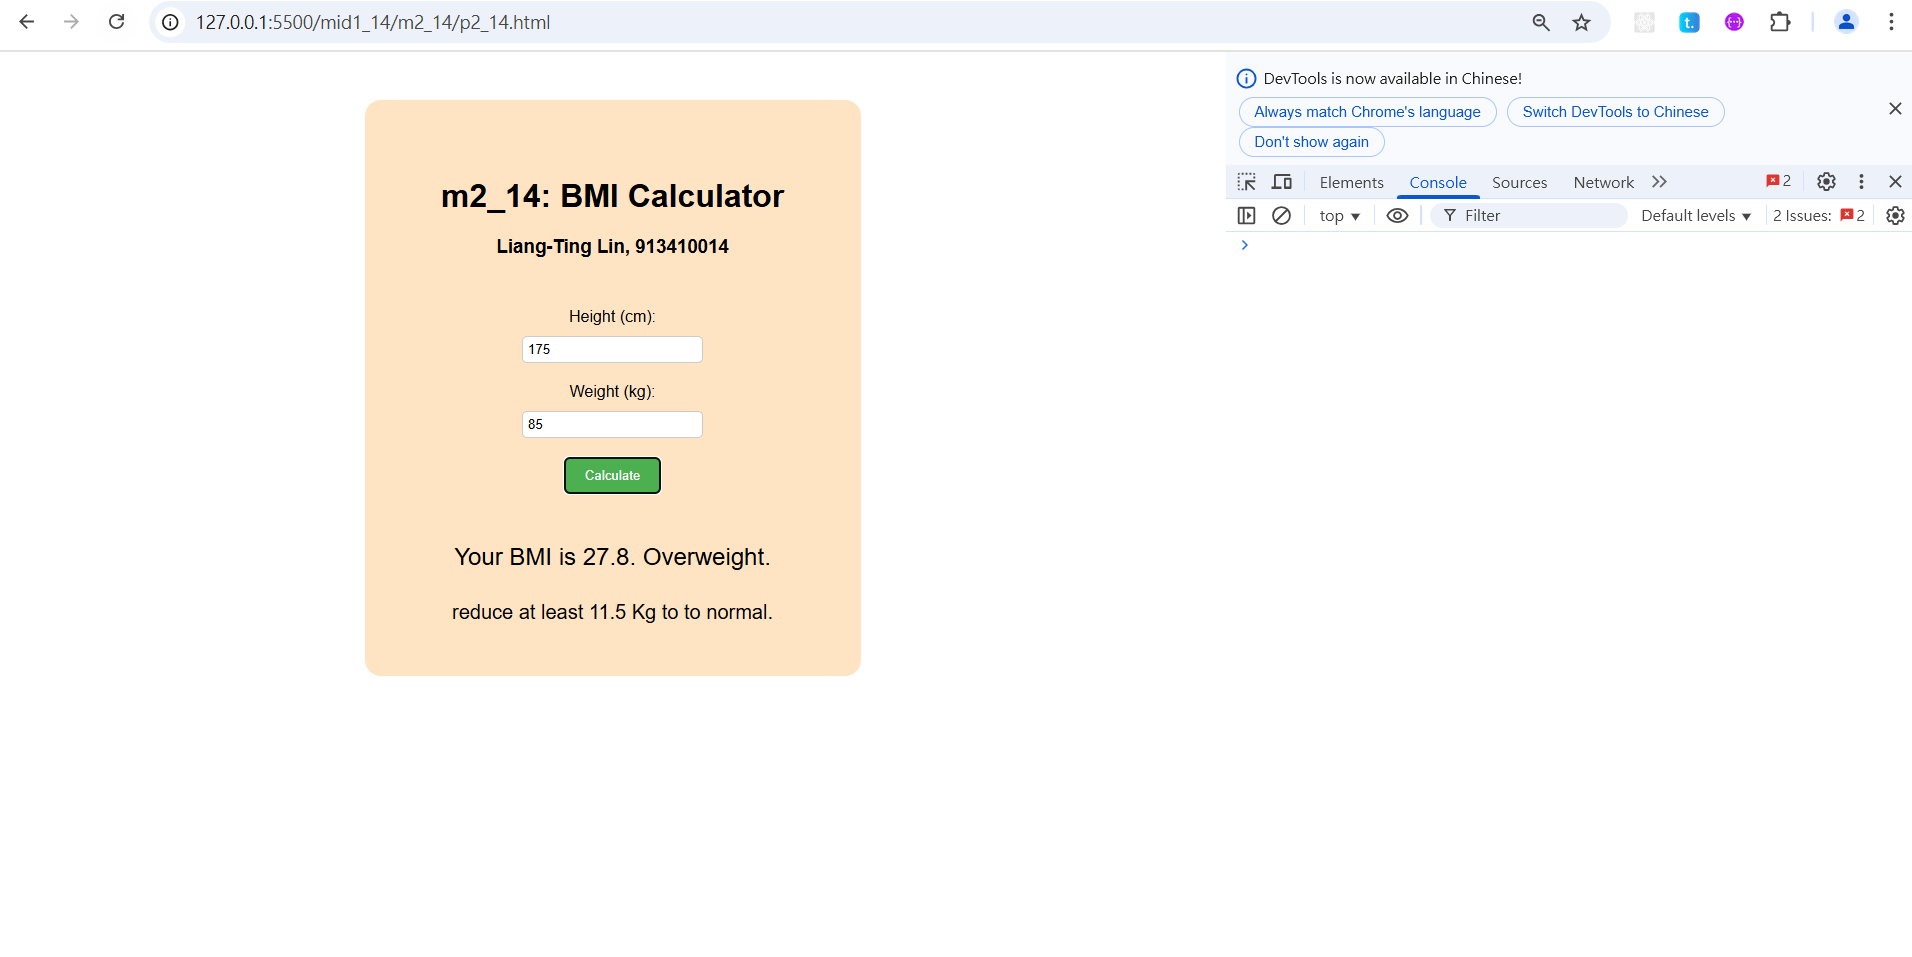 127.0.0.1:5500/mid1_14/m2_14/p2_14.html
t.
DevTools is now available in Chinese!
Always match Chrome's language
Switch DevTools to Chinese
Don't show again
Elements
Console
Sources
Network
2
top
Filter
Default levels
2 Issues:
2
m2_14: BMI Calculator
Liang-Ting Lin, 913410014
Height (cm):
175
Weight (kg):
85
Calculate
Your BMI is 27.8. Overweight.
reduce at least 11.5 Kg to to normal.